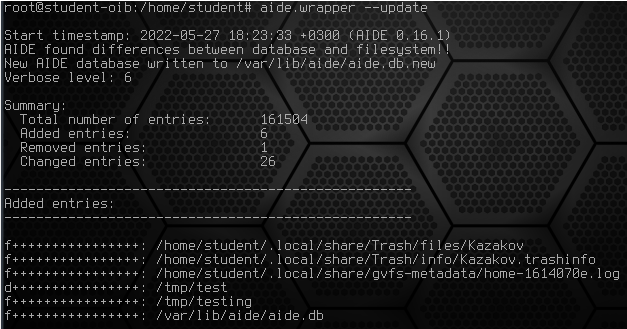 root@student-oib:/home/student# aide.wrapper --update
Start timestamp: 2022-05-27 18:23:33 +0300 (AIDE 0.16.1)
AIDE found differences between database and filesystem!!
New AIDE database written to /var/lib/aide/aide.db.new
Verbose level: 6
Summary:
Total number of entries: 161504
Added entries: 6
Removed entries: 1
Changed entries: 26
---------------------------------------------------
Added entries:
---------------------------------------------------
f++++++++++++++++: /home/student/.local/share/Trash/files/Kazakov
f++++++++++++++++: /home/student/.local/share/Trash/info/Kazakov.trashinfo
f++++++++++++++++: /home/student/.local/share/gvfs-metadata/home-1614070e.log
d++++++++++++++++: /tmp/test
f++++++++++++++++: /tmp/testing
f++++++++++++++++: /var/lib/aide/aide.db